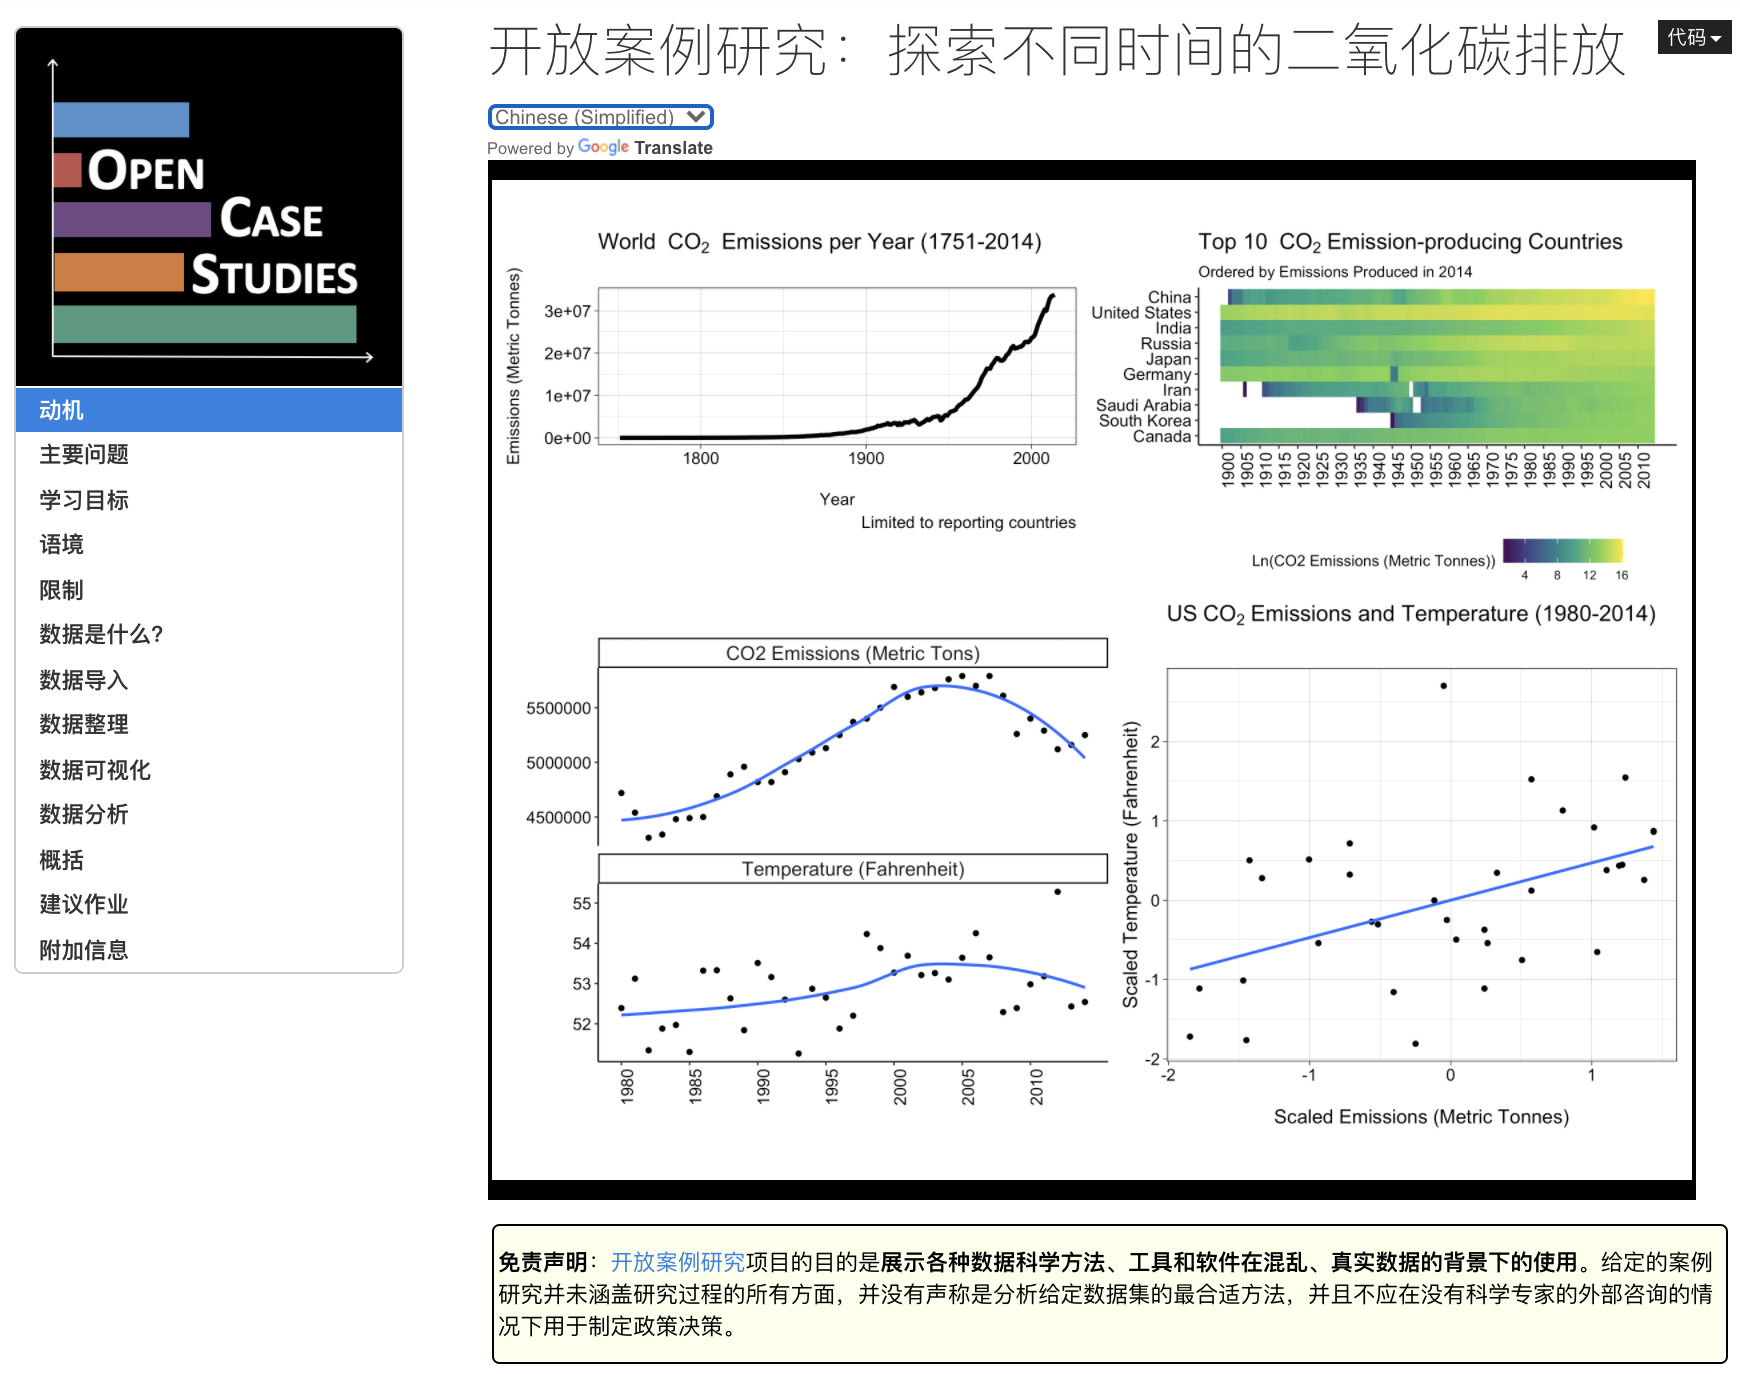 OPEN
CASE
STUDIES
动机
主要问题
学习目标
语境
限制
数据是什么?
数据导入
数据整理
数据可视化
数据分析
概括
建议作业
附加信息
开放案例研究：探索不同时间的二氧化碳排放
代码
Chinese (Simplified)
Powered by Google Translate
World CO2 Emissions per Year (1751-2014)
Emissions (Metric Tonnes)
3e+07
2e+07
1e+07
0e+00
1800 1900 2000
Year
Limited to reporting countries
Top 10 CO2 Emission-producing Countries
Ordered by Emissions Produced in 2014
China
United States
India
Russia
Japan
Germany
Iran
Saudi Arabia
South Korea
Canada
1900 1905 1910 1915 1920 1925 1930 1935 1940 1945 1950 1955 1960 1965 1970 1975 1980 1985 1990 1995 2000 2005 2010
Ln(CO2 Emissions (Metric Tonnes))
4 8 12 16
CO2 Emissions (Metric Tons)
5500000
5000000
4500000
Temperature (Fahrenheit)
55
54
53
52
1980 1985 1990 1995 2000 2005 2010
US CO2 Emissions and Temperature (1980-2014)
Scaled Temperature (Fahrenheit)
2
1
0
-1
-2
-2 -1 0 1
Scaled Emissions (Metric Tonnes)
免责声明：开放案例研究项目的目的是展示各种数据科学方法、工具和软件在混乱、真实数据的背景下的使用。给定的案例
研究并未涵盖研究过程的所有方面，并没有声称是分析给定数据集的最合适方法，并且不应在没有科学专家的外部咨询的情
况下用于制定政策决策。